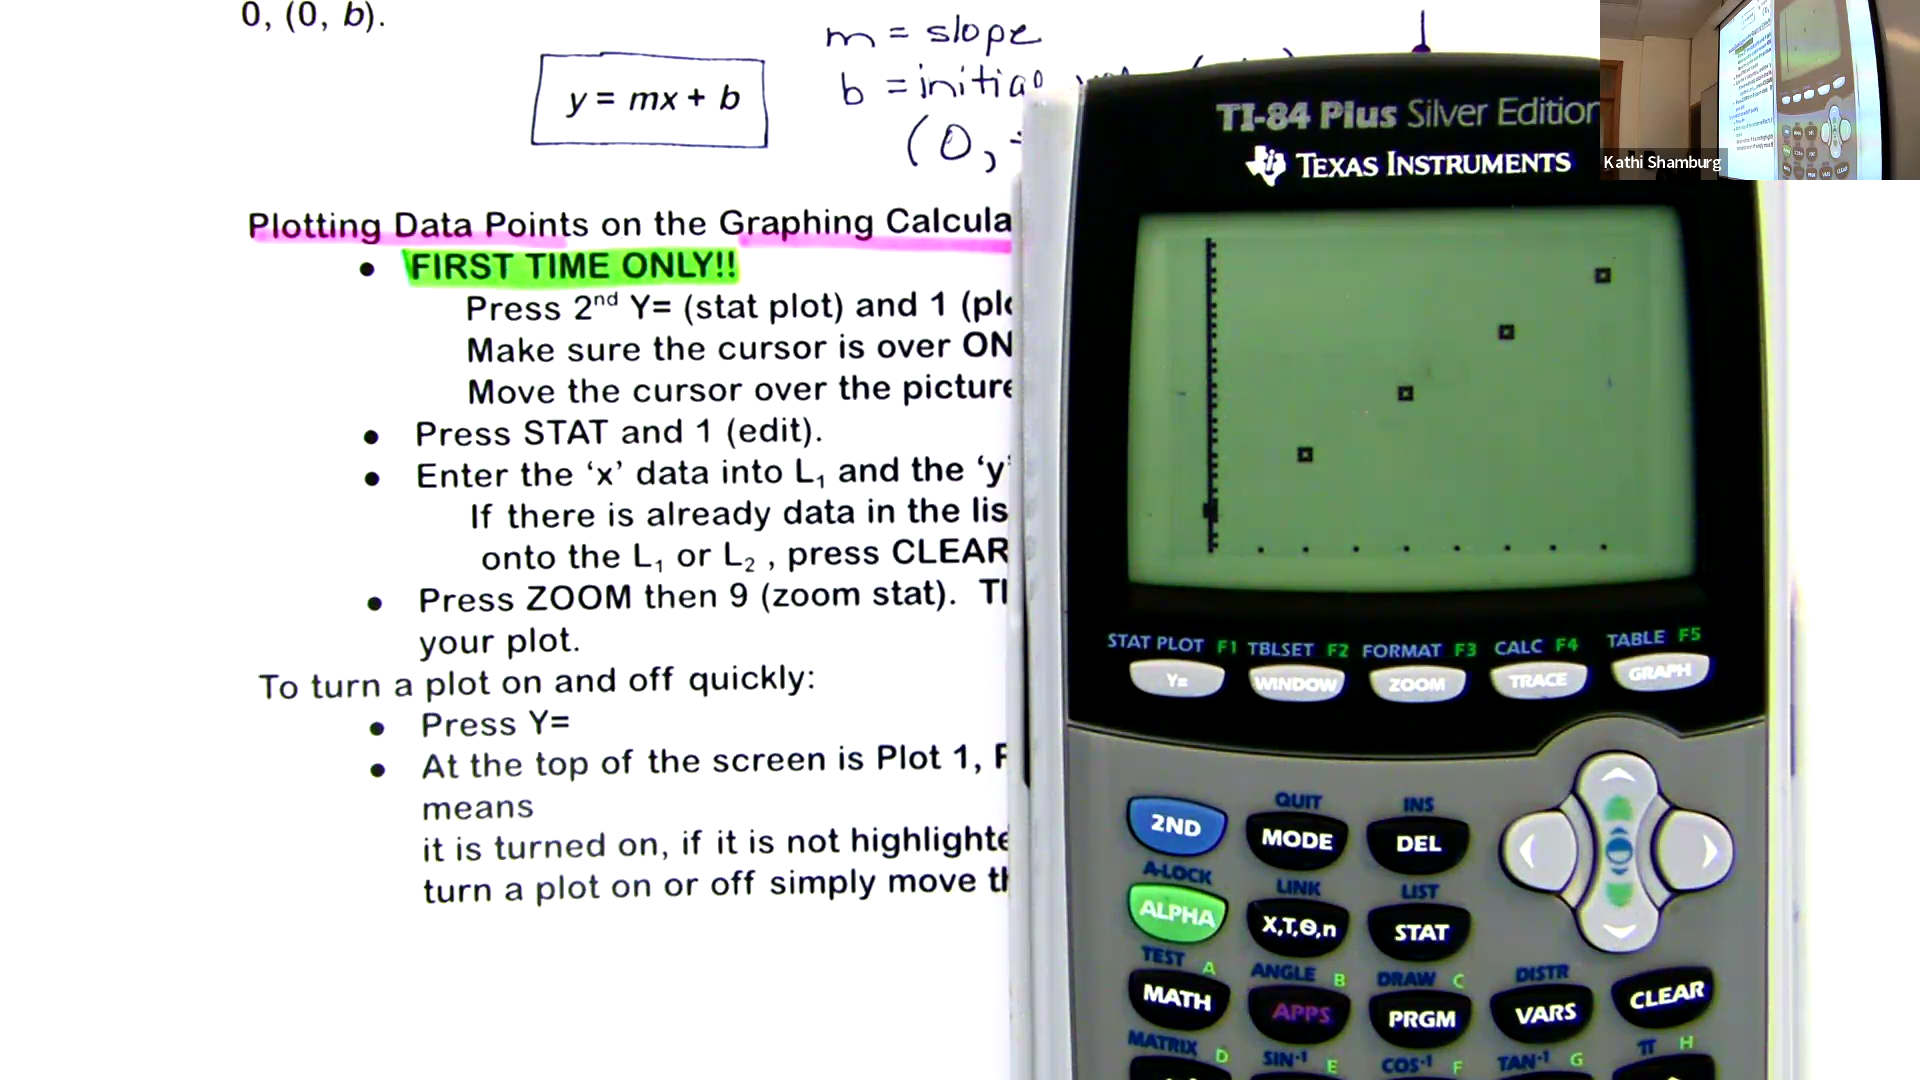 0, (0, b).
m = slope
y = mx + b
b = initial
(0,
Plotting Data Points on the Graphing Calcula
• FIRST TIME ONLY!!
Press 2nd Y= (stat plot) and 1 (plo
Make sure the cursor is over ON
Move the cursor over the picture
• Press STAT and 1 (edit).
• Enter the ‘x’ data into L1 and the ‘y’
If there is already data in the lis
onto the L1 or L2 , press CLEAR
• Press ZOOM then 9 (zoom stat). TI
your plot.
To turn a plot on and off quickly:
• Press Y=
• At the top of the screen is Plot 1, P
means
it is turned on, if it is not highlighte
turn a plot on or off simply move th
TI-84 Plus Silver Edition
TEXAS INSTRUMENTS
Kathi Shamburg
STAT PLOT F1 TBLSET F2 FORMAT F3 CALC F4 TABLE F5
Y= WINDOW ZOOM TRACE GRAPH
QUIT INS
2ND MODE DEL
A-LOCK LINK LIST
ALPHA X,T,Θ,n STAT
TEST A ANGLE B DRAW C DISTR
MATH APPS PRGM VARS CLEAR
MATRIX D SIN-1 E COS-1 F TAN-1 G π H